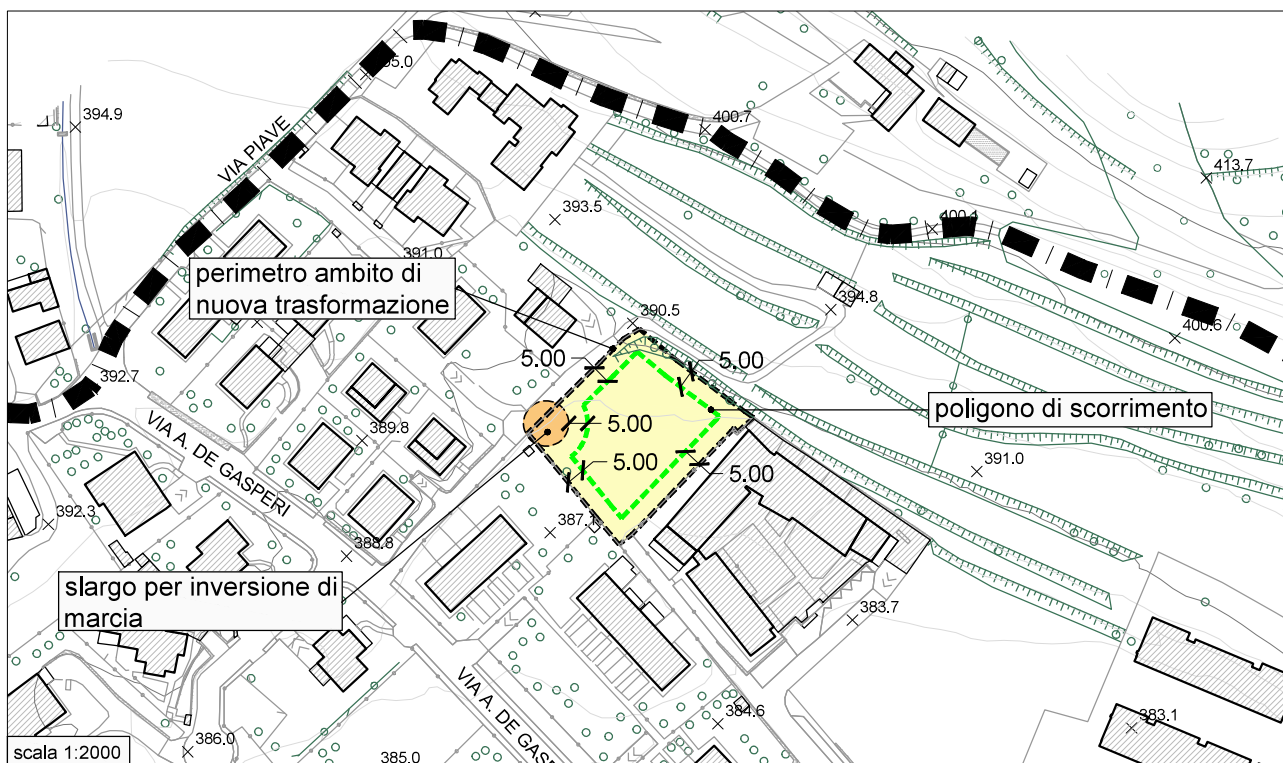 395.0
394.9
VIA PIAVE
400.7
413.7
393.5
400.1
391.0
perimetro ambito di
nuova trasformazione
394.8
390.5
400.6
5.00
5.00
392.7
poligono di scorrimento
VIA A. DE GASPERI
389.8
5.00
5.00
5.00
391.0
392.3
387.1
388.8
slargo per inversione di
marcia
383.7
VIA A. DE GASPERI
384.6
383.1
386.0
385.0
scala 1:2000